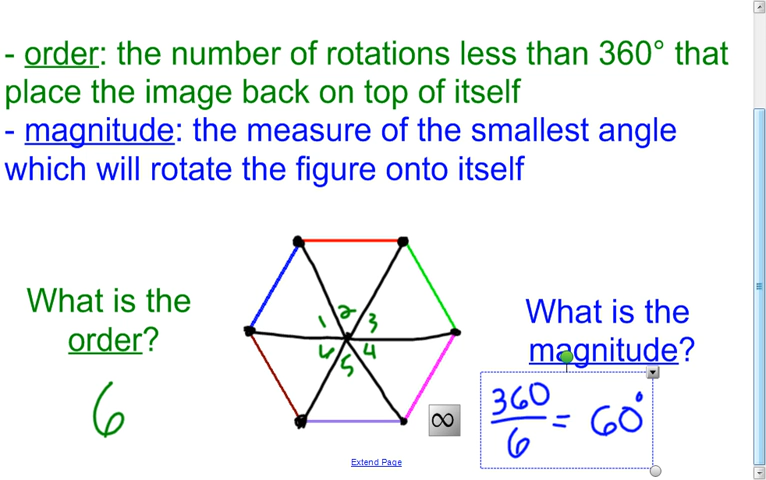 - order: the number of rotations less than 360° that
place the image back on top of itself
- magnitude: the measure of the smallest angle
which will rotate the figure onto itself
What is the
order?
6
1 2 3
6 5 4
∞
What is the
magnitude?
360
6
= 60°
Extend Page